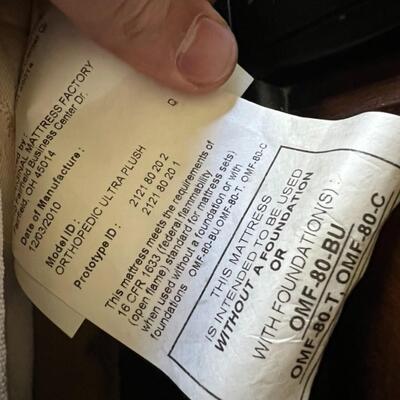 AL MATTRESS FACTORY
Fairfield Business Center Dr.
Fairfield, OH 45014
Date of Manufacture:
12/03/2010
Model ID:
ORTHOPEDIC ULTRA PLUSH
Q
2121 80 20 2
Prototype ID:
2121 80 20 1
This mattress meets the requirements of
16 CFR 1633 (federal flammability
(open flame) standard for mattress sets)
when used without a foundation or with
foundations OMF-80-BU,OMF-80-T, OMF-80-C
THIS MATTRESS
IS INTENDED TO BE USED
WITHOUT A FOUNDATION
OR
WITH FOUNDATION(S):
OMF-80-BU
OMF-80-T, OMF-80-C